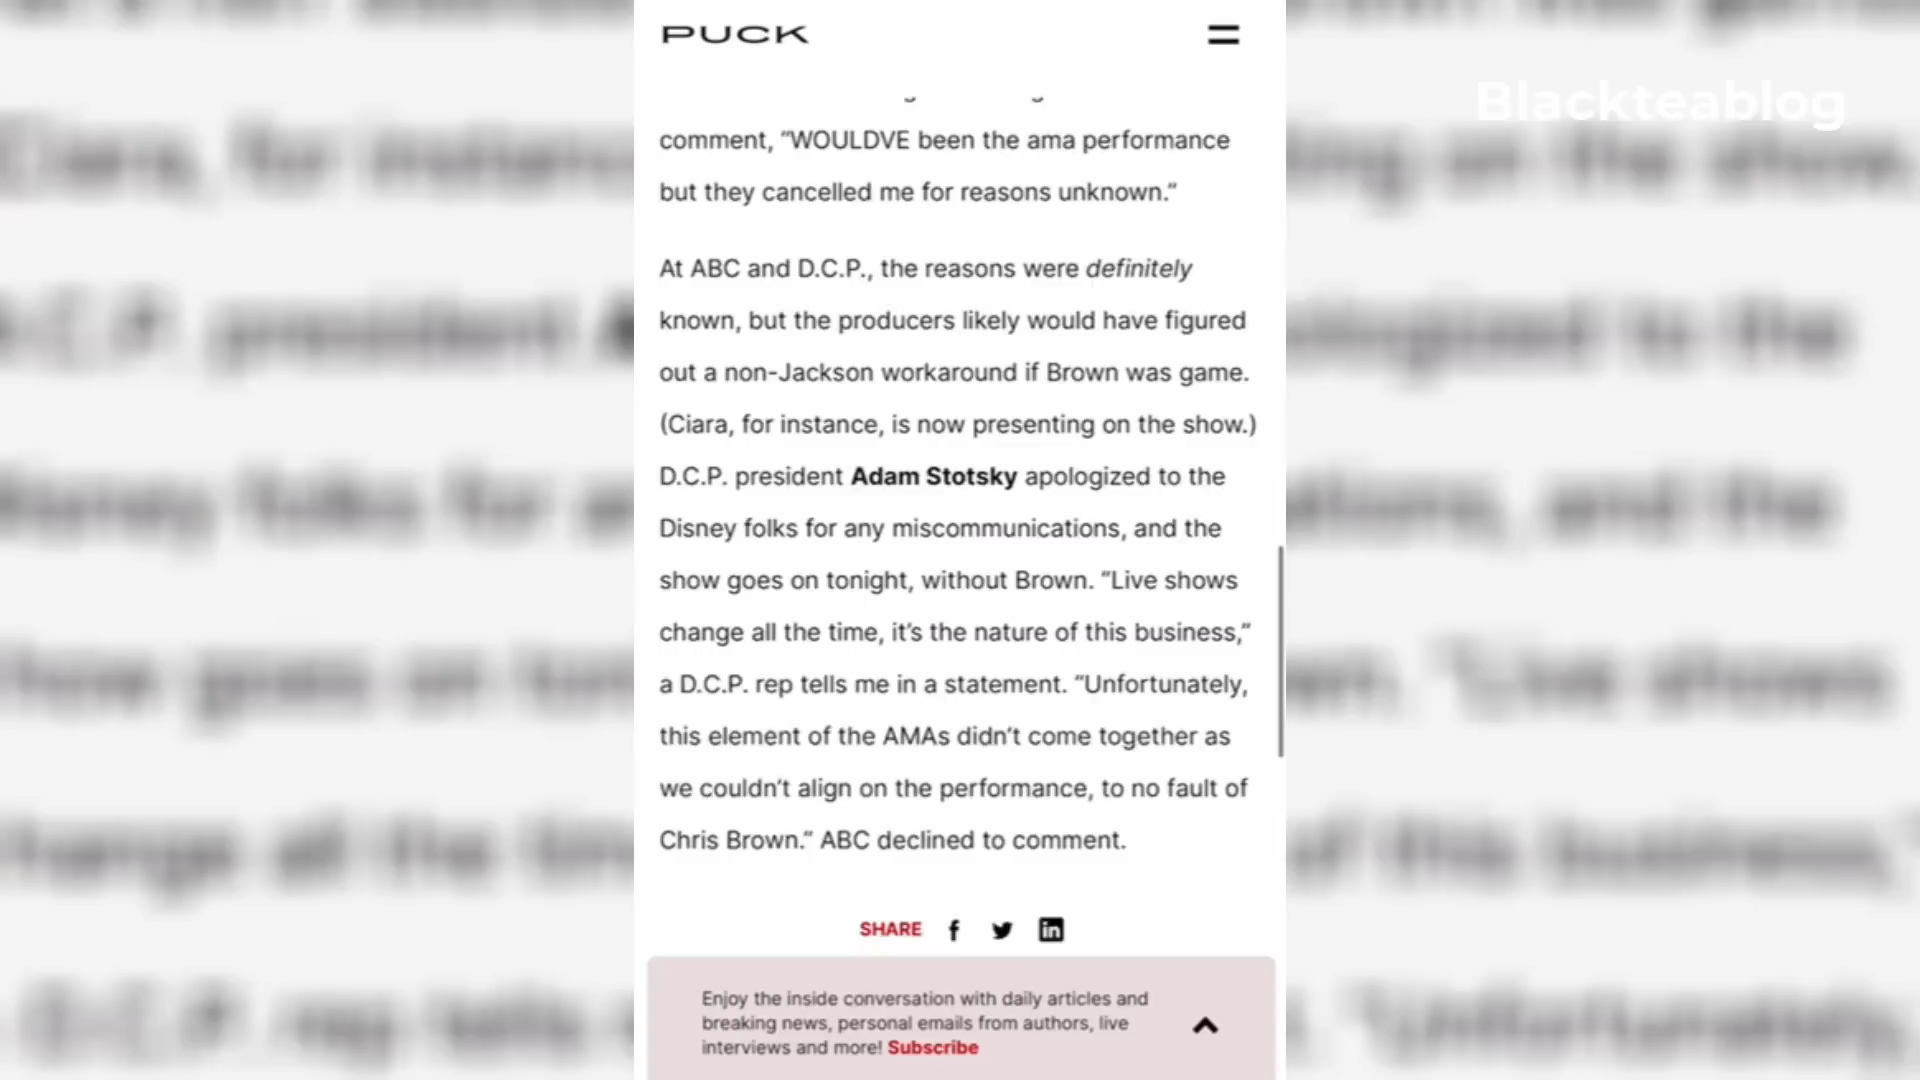 PUCK
Blackteablog
comment, “WOULDVE been the ama performance
but they cancelled me for reasons unknown.”
At ABC and D.C.P., the reasons were definitely
known, but the producers likely would have figured
out a non-Jackson workaround if Brown was game.
(Ciara, for instance, is now presenting on the show.)
D.C.P. president Adam Stotsky apologized to the
Disney folks for any miscommunications, and the
show goes on tonight, without Brown. “Live shows
change all the time, it’s the nature of this business,”
a D.C.P. rep tells me in a statement. “Unfortunately,
this element of the AMAs didn’t come together as
we couldn’t align on the performance, to no fault of
Chris Brown.” ABC declined to comment.
SHARE
Enjoy the inside conversation with daily articles and
breaking news, personal emails from authors, live
interviews and more! Subscribe